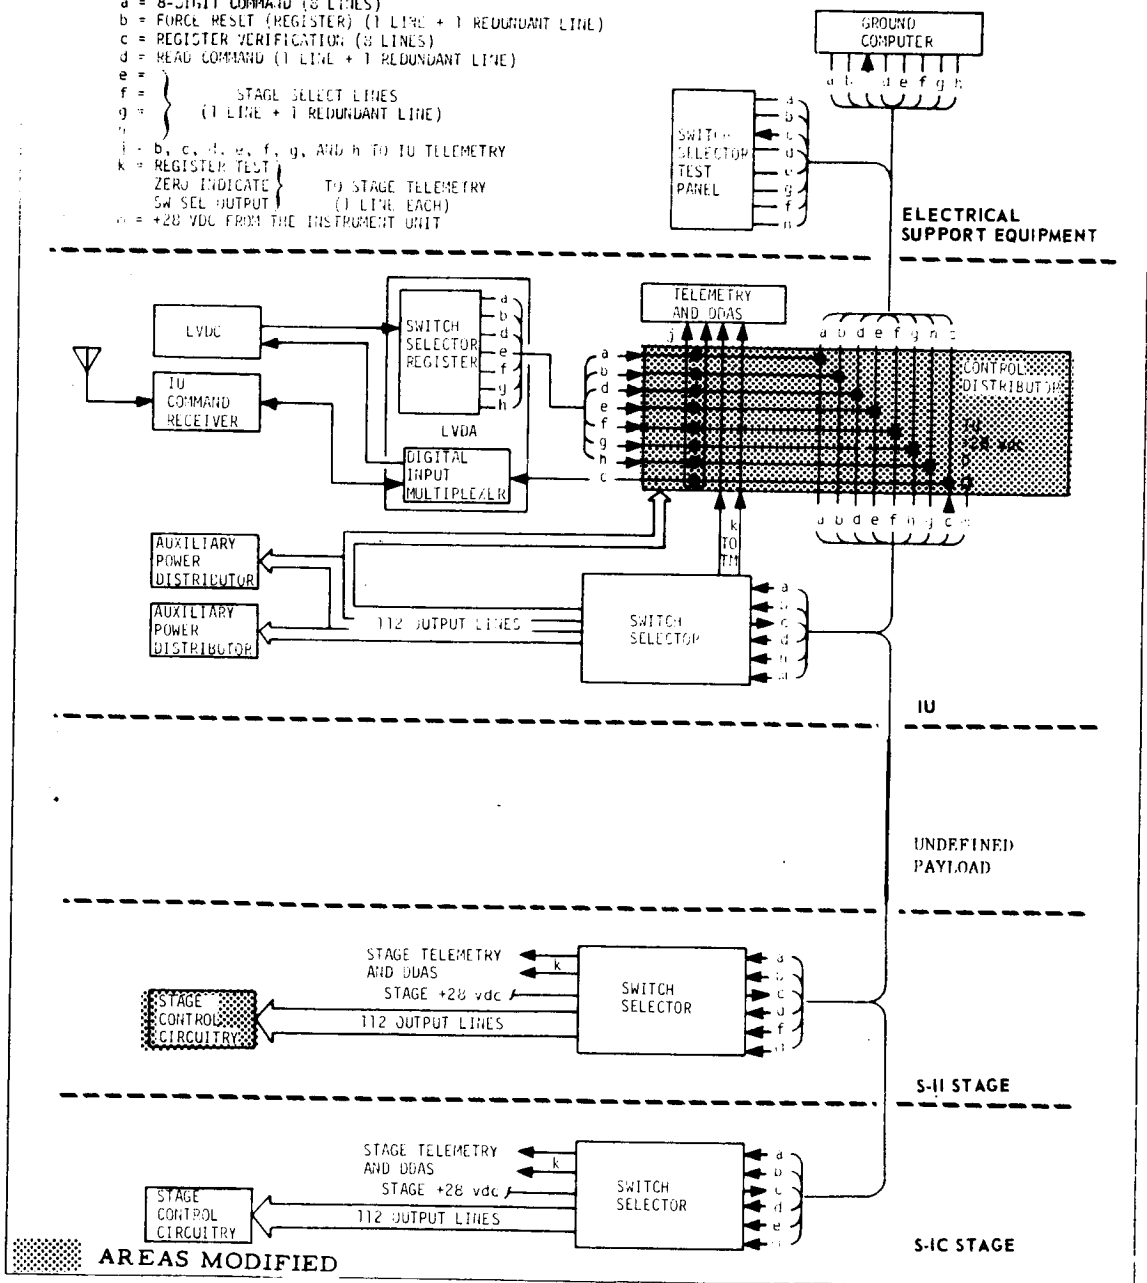 a = 8-DIGIT COMMAND (8 LINES)
b = FORCE RESET (REGISTER) (1 LINE + 1 REDUNDANT LINE)
c = REGISTER VERIFICATION (8 LINES)
d = READ COMMAND (1 LINE + 1 REDUNDANT LINE)
e =
f = STAGE SELECT LINES
g = (1 LINE + 1 REDUNDANT LINE)
b, c, d, e, f, g, AND h TO IU TELEMETRY
k = REGISTER TEST
ZERO INDICATE TO STAGE TELEMETRY
SW SEL OUTPUT (1 LINE EACH)
= +28 VDC FROM THE INSTRUMENT UNIT
GROUND
COMPUTER
a b d e f g h
SWITCH
SELECTOR
TEST
PANEL
a
b
c
d
e
g
f
ELECTRICAL
SUPPORT EQUIPMENT
LVDC
IU
COMMAND
RECEIVER
SWITCH
SELECTOR
REGISTER
a
b
d
e
f
g
h
LVDA
DIGITAL
INPUT
MULTIPLEXER
TELEMETRY
AND DDAS
j
a
b
d
e
f
g
h
c
a b d e f g h c
CONTROL
DISTRIBUTOR
IU
+28 vdc
a b d e f h g c
k
TO
TM
AUXILIARY
POWER
DISTRIBUTOR
AUXILIARY
POWER
DISTRIBUTOR
112 OUTPUT LINES
SWITCH
SELECTOR
a
b
c
d
h
IU
UNDEFINED
PAYLOAD
STAGE TELEMETRY
AND DDAS
k
STAGE +28 vdc
112 OUTPUT LINES
STAGE
CONTROL
CIRCUITRY
SWITCH
SELECTOR
a
b
c
d
f
S-II STAGE
STAGE TELEMETRY
AND DDAS
k
STAGE +28 vdc
112 OUTPUT LINES
STAGE
CONTROL
CIRCUITRY
SWITCH
SELECTOR
a
b
c
d
e
S-IC STAGE
AREAS MODIFIED